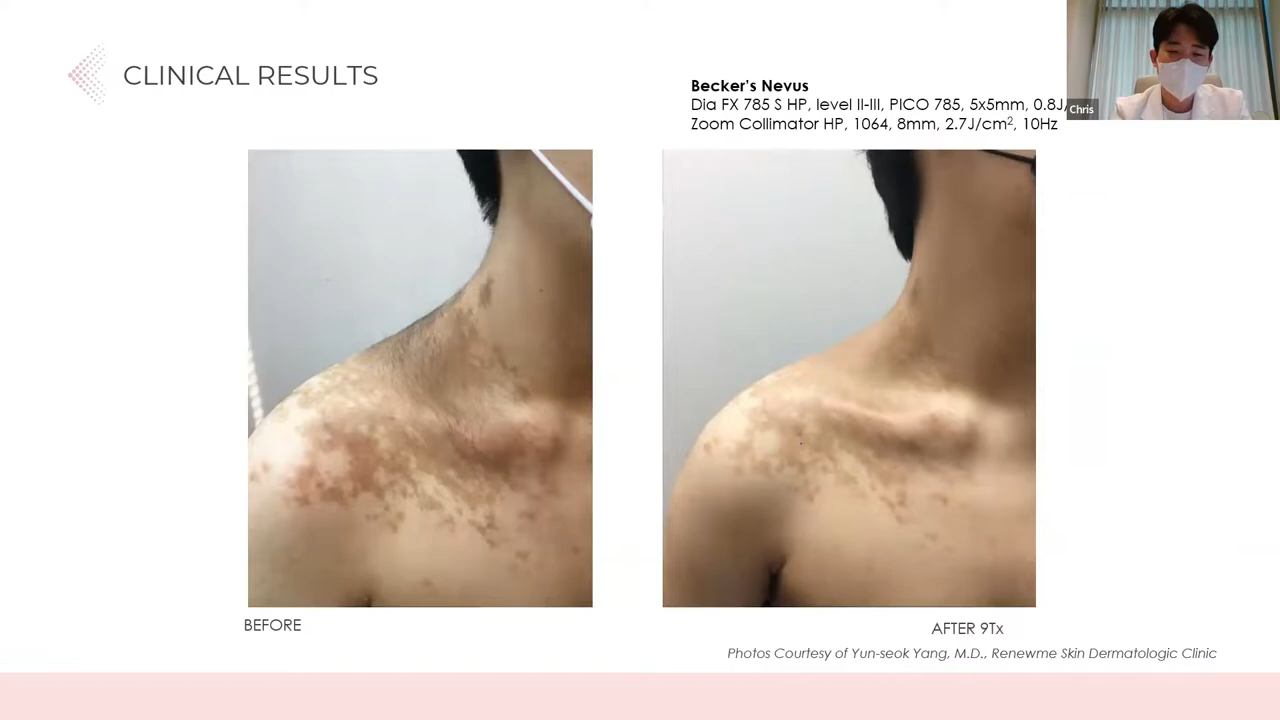 CLINICAL RESULTS
Becker's Nevus
Dia FX 785 S HP, level II-III, PICO 785, 5x5mm, 0.8J/
Zoom Collimator HP, 1064, 8mm, 2.7J/cm², 10Hz
Chris
BEFORE
AFTER 9Tx
Photos Courtesy of Yun-seok Yang, M.D., Renewme Skin Dermatologic Clinic